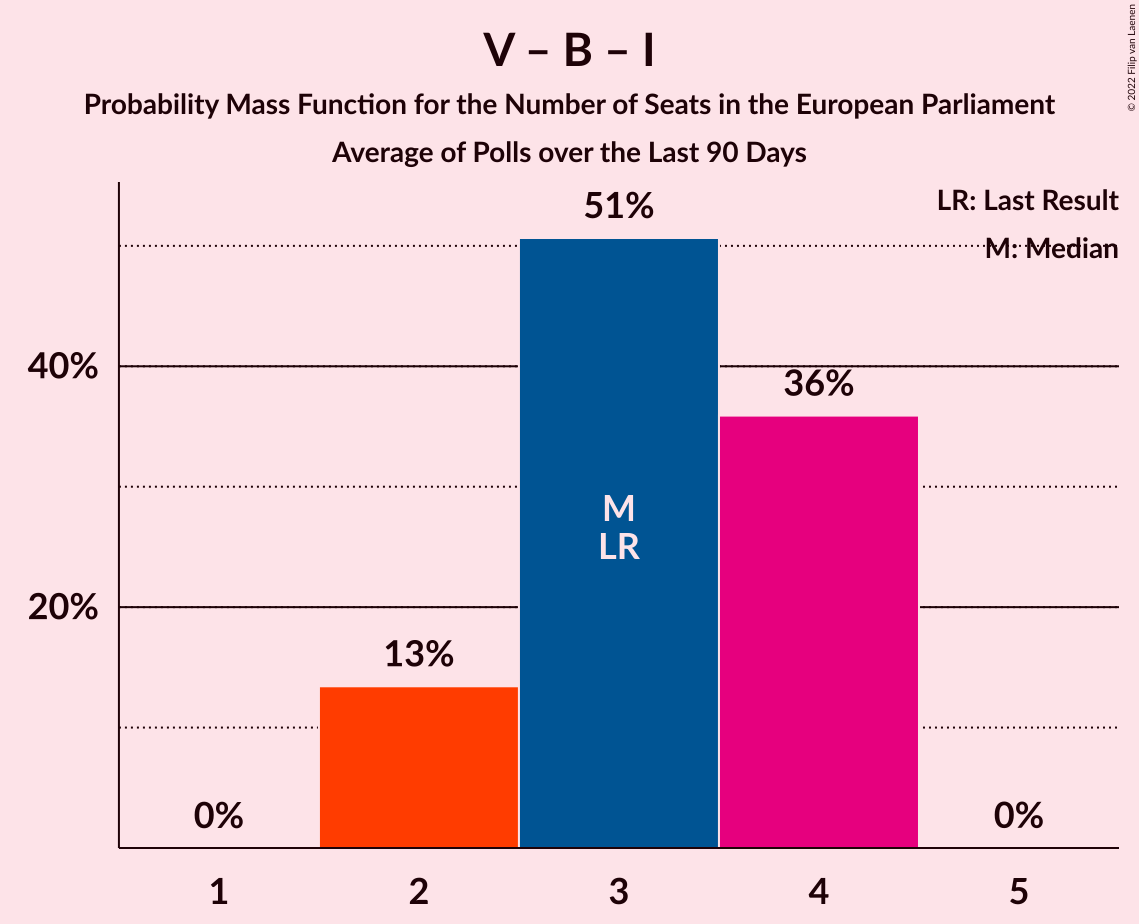 V – B – I
Probability Mass Function for the Number of Seats in the European Parliament
Average of Polls over the Last 90 Days
© 2022 Filip van Laenen
LR: Last Result
M: Median
51%
40%
36%
M
LR
20%
13%
0%
0%
1
2
3
4
5